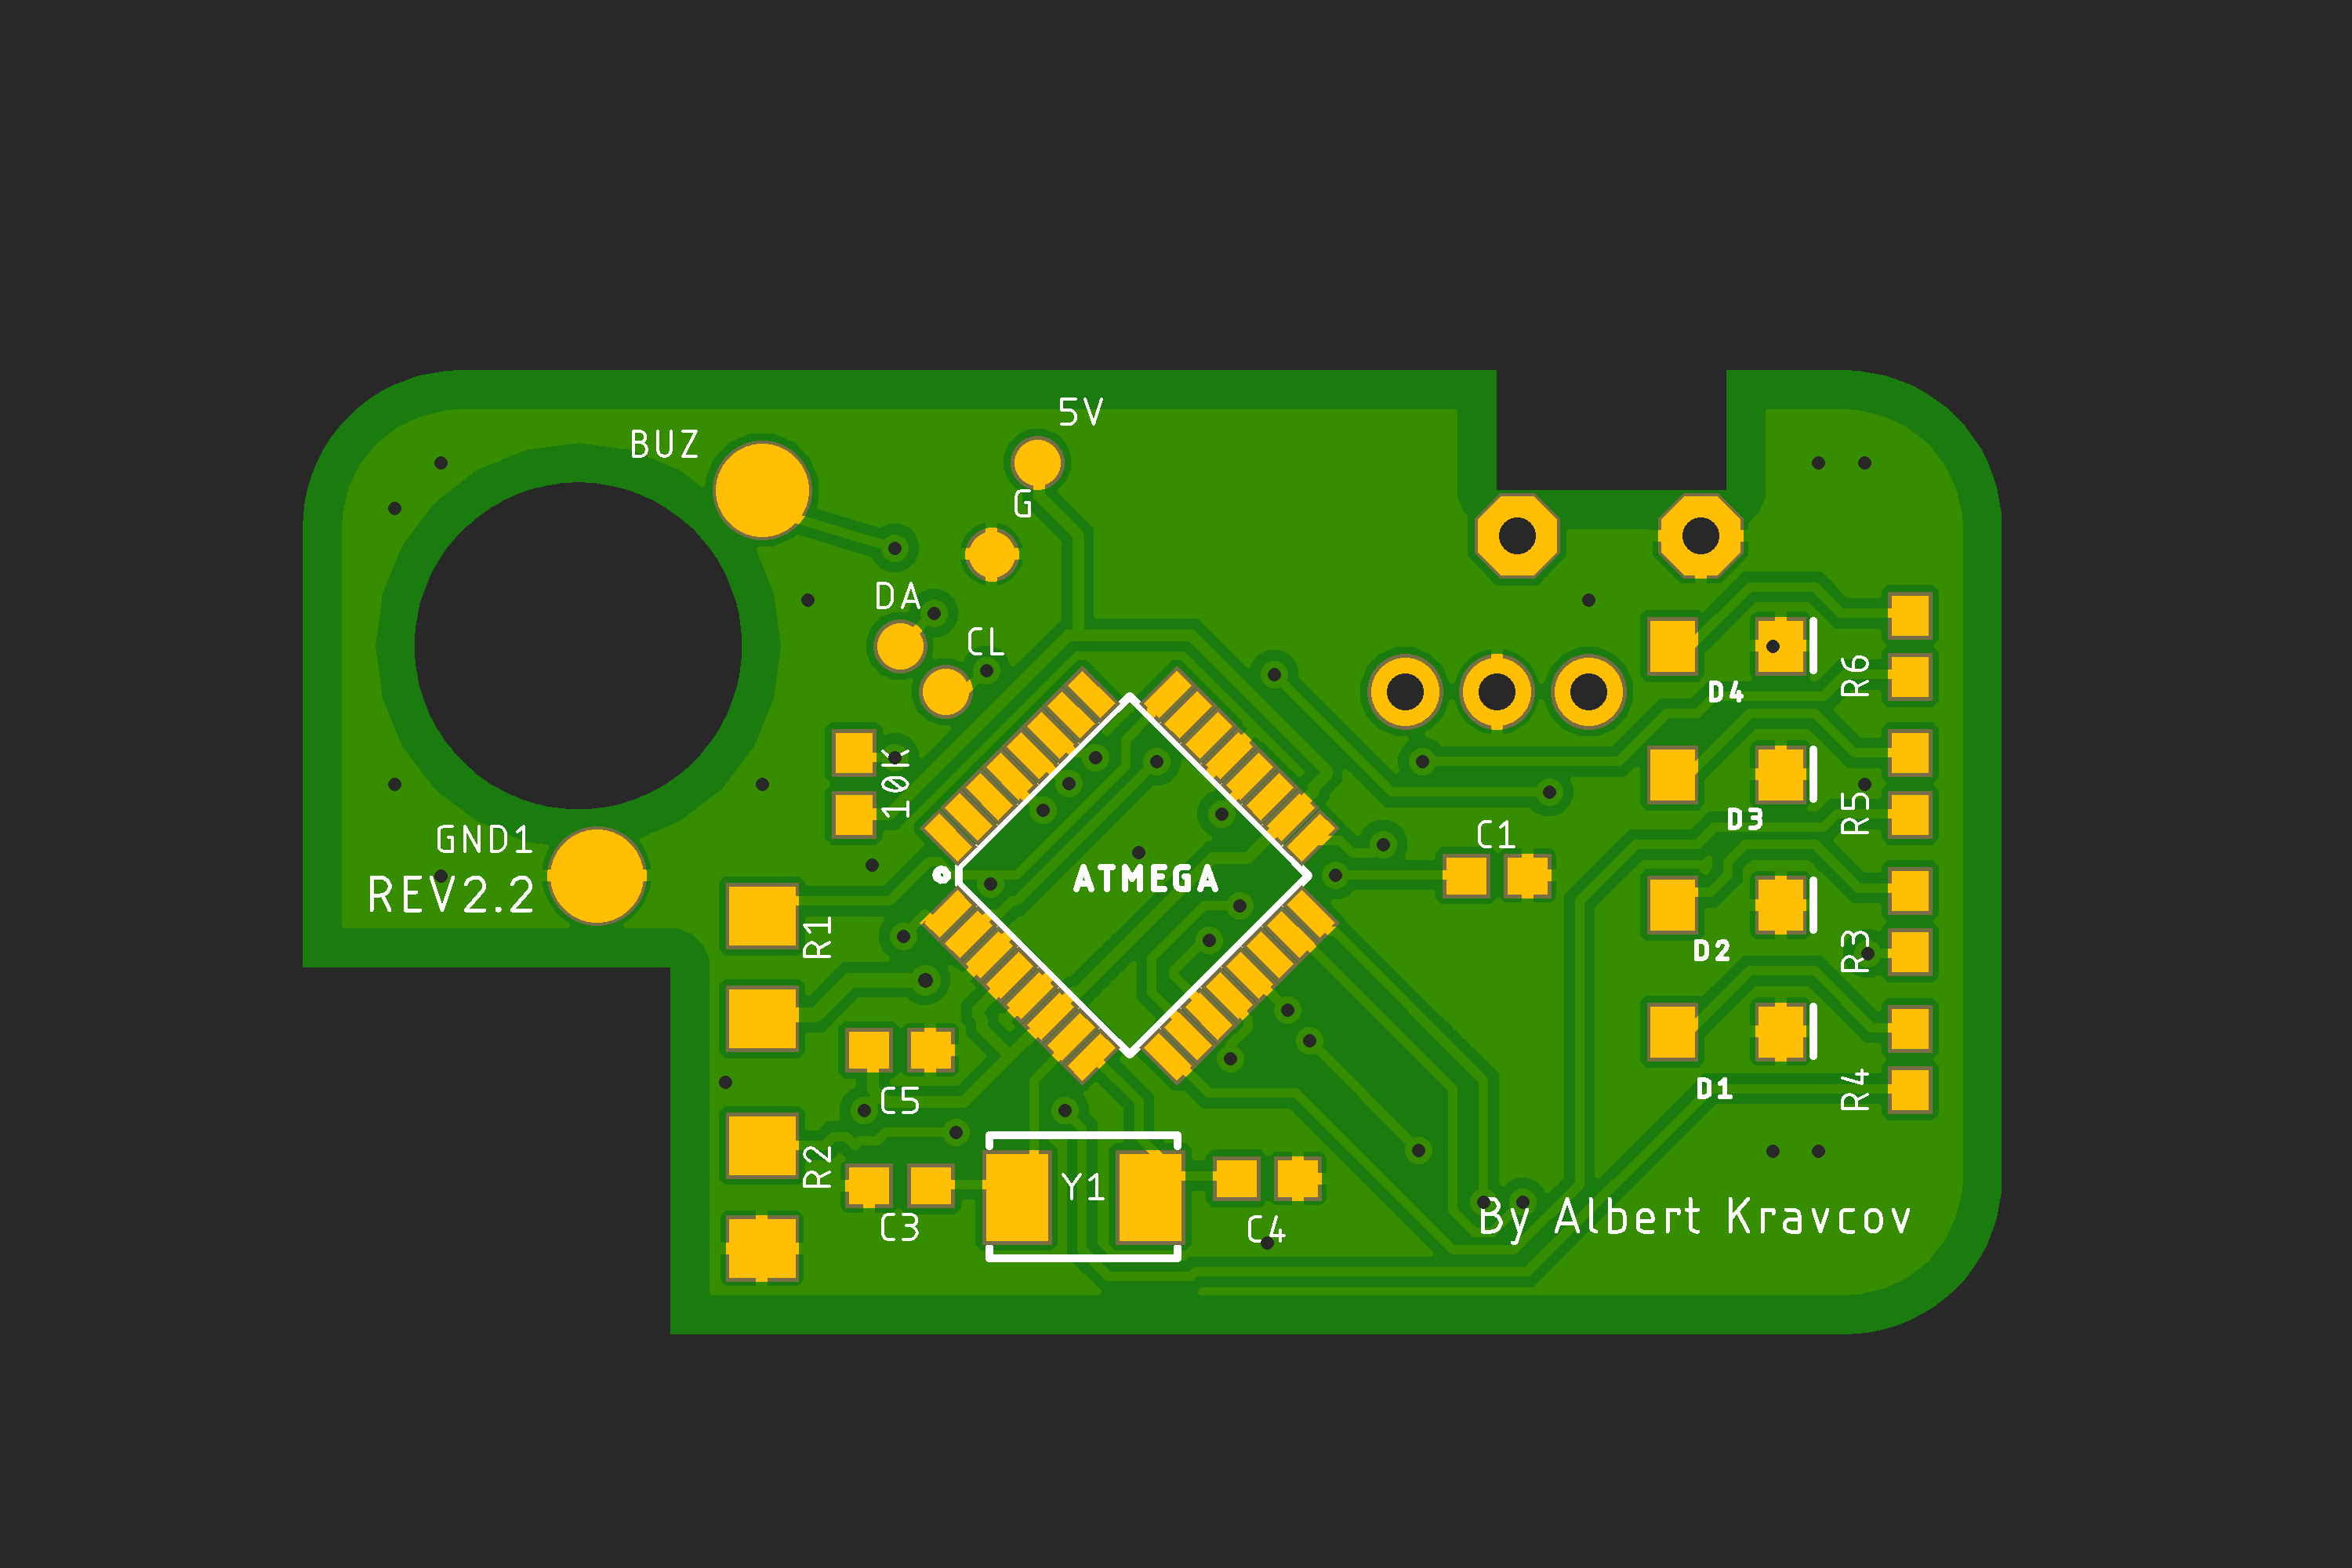 5V
BUZ
G
DA
CL
R6
D4
10K
R5
D3
C1
GND1
ATMEGA
REV2.2
R1
R3
D2
R4
D1
C5
R2
Y1
C3
C4
By Albert Kravcov